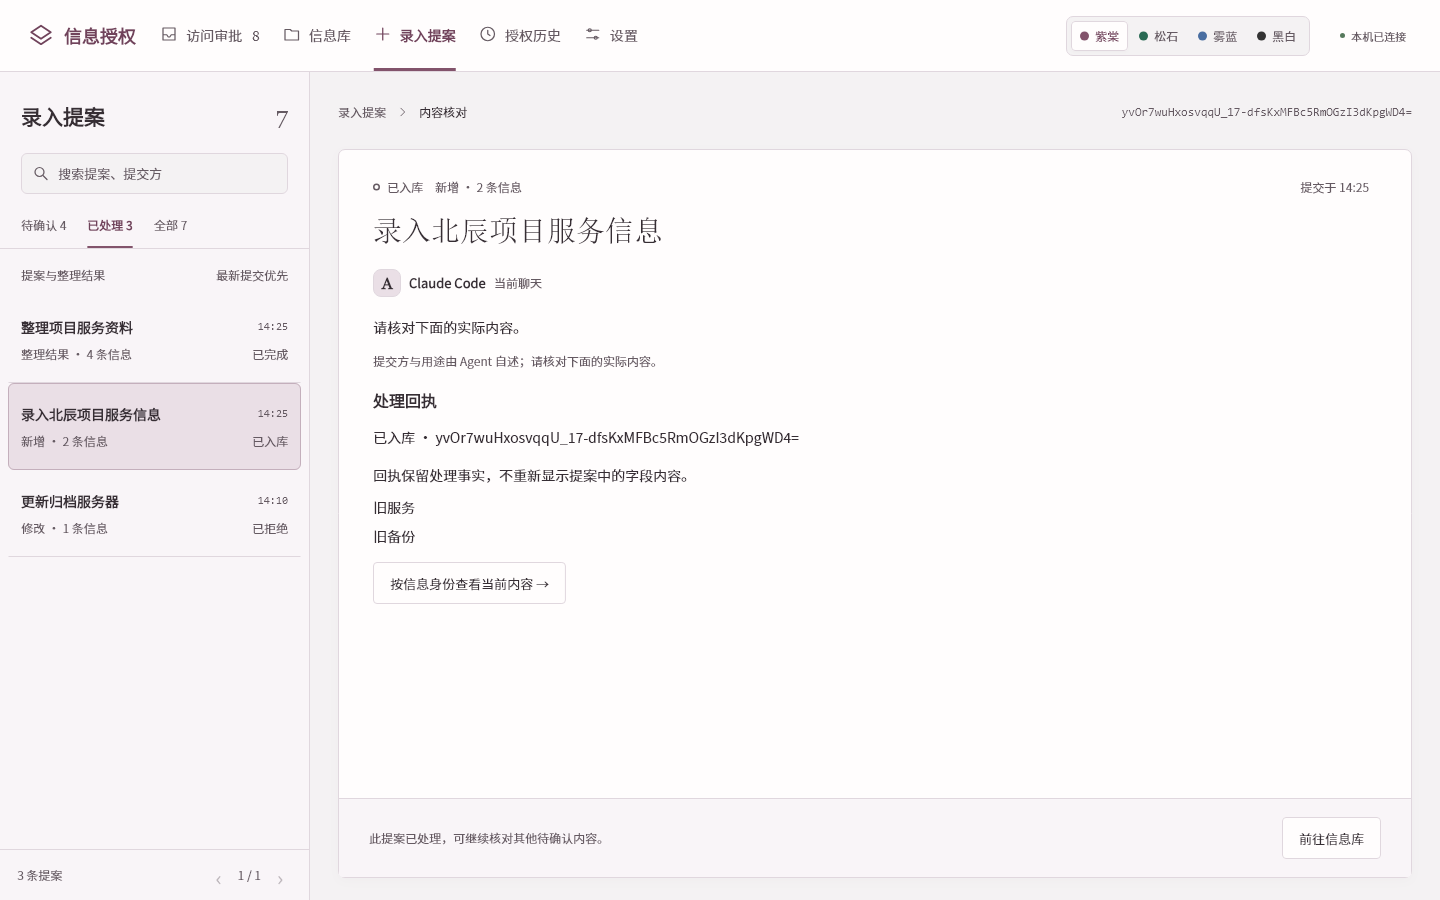 信息授权
访问审批 8
信息库
录入提案
授权历史
设置
紫棠
松石
雾蓝
黑白
本机已连接
录入提案
7
搜索提案、提交方
待确认 4
已处理 3
全部 7
提案与整理结果
最新提交优先
整理项目服务资料
14:25
整理结果 · 4 条信息
已完成
录入北辰项目服务信息
14:25
新增 · 2 条信息
已入库
更新归档服务器
14:10
修改 · 1 条信息
已拒绝
3 条提案
‹ 1 / 1 ›
录入提案 > 内容核对
yvOr7wuHxosvqqU_17-dfsKxMFBc5RmOGzI3dKpgWD4=
已入库 新增 · 2 条信息
提交于 14:25
录入北辰项目服务信息
A Claude Code 当前聊天
请核对下面的实际内容。
提交方与用途由 Agent 自述；请核对下面的实际内容。
处理回执
已入库 · yvOr7wuHxosvqqU_17-dfsKxMFBc5RmOGzI3dKpgWD4=
回执保留处理事实，不重新显示提案中的字段内容。
旧服务
旧备份
按信息身份查看当前内容 →
此提案已处理，可继续核对其他待确认内容。
前往信息库